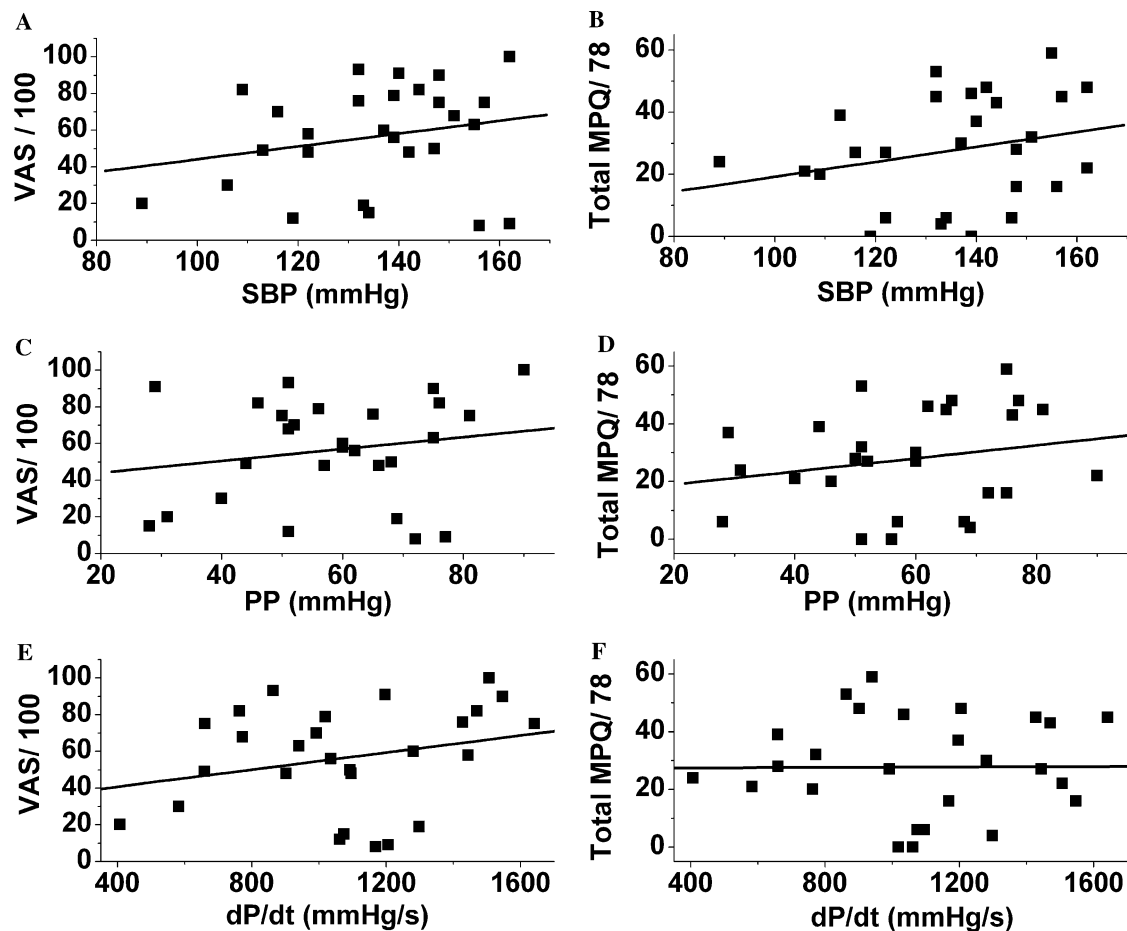 A
VAS / 100
100
80
60
40
20
0
80 100 120 140 160
SBP (mmHg)
B
Total MPQ/ 78
60
40
20
0
80 100 120 140 160
SBP (mmHg)
C
VAS/ 100
100
80
60
40
20
0
20 40 60 80
PP (mmHg)
D
Total MPQ/ 78
60
40
20
0
20 40 60 80
PP (mmHg)
E
VAS/ 100
100
80
60
40
20
0
400 800 1200 1600
dP/dt (mmHg/s)
F
Total MPQ/ 78
60
40
20
0
400 800 1200 1600
dP/dt (mmHg/s)